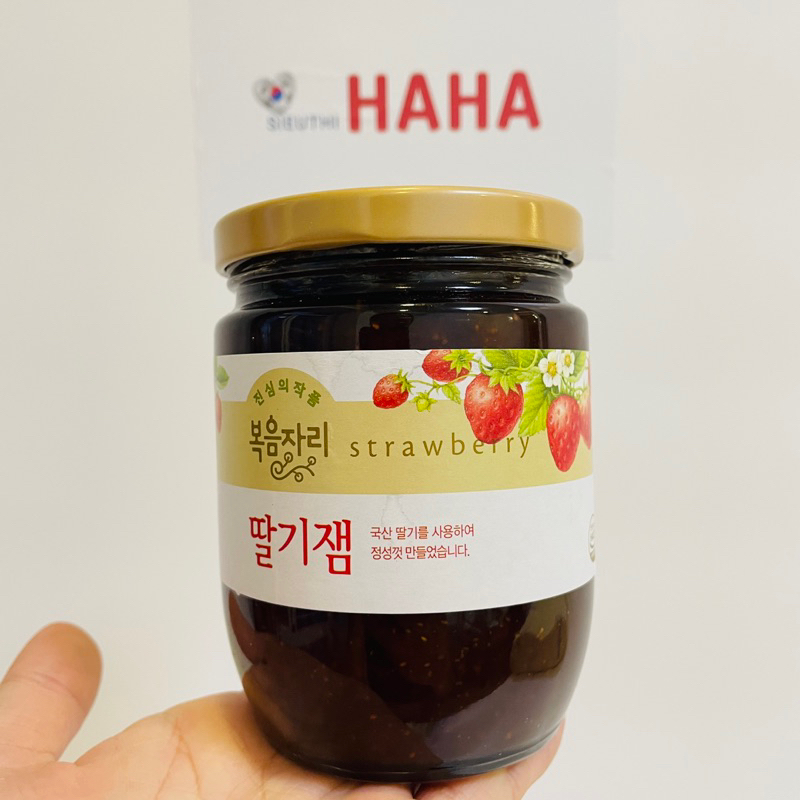 SIEUTHI HAHA
진심의작품
복음자리 strawberry
딸기잼
국산 딸기를 사용하여
정성껏 만들었습니다.